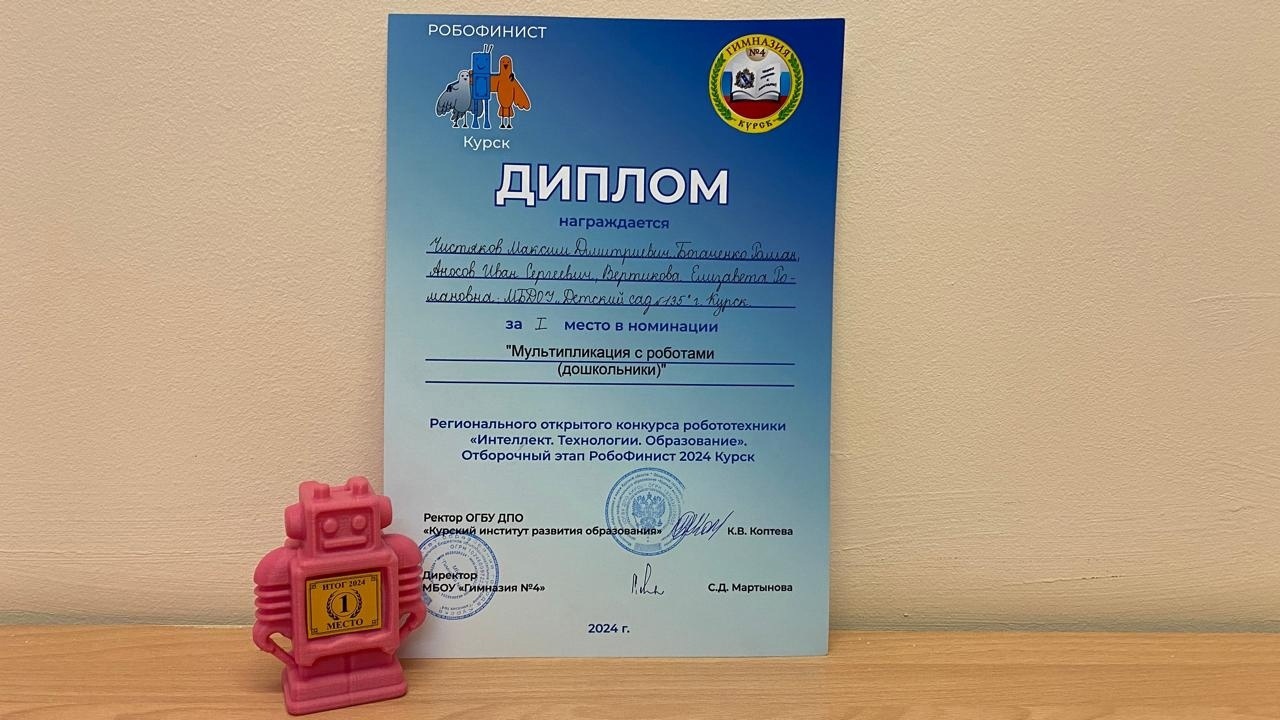 РОБОФИНИСТ
Курск
ГИМНАЗИЯ
№4
КУРСК
ДИПЛОМ
награждается
Чистяков Максим Дмитриевич, Богаченко Роман,
Аносов Иван Сергеевич, Вертикова Елизавета Ро-
мановна. МБДОУ „Детский сад №135" г. Курск.
за I место в номинации
"Мультипликация с роботами
(дошкольники)"
Регионального открытого конкурса робототехники
«Интеллект. Технологии. Образование».
Отборочный этап РобоФинист 2024 Курск
Ректор ОГБУ ДПО
«Курский институт развития образования»
К.В. Коптева
Директор
МБОУ «Гимназия №4»
С.Д. Мартынова
2024 г.
ИТОГ 2024
1
МЕСТО